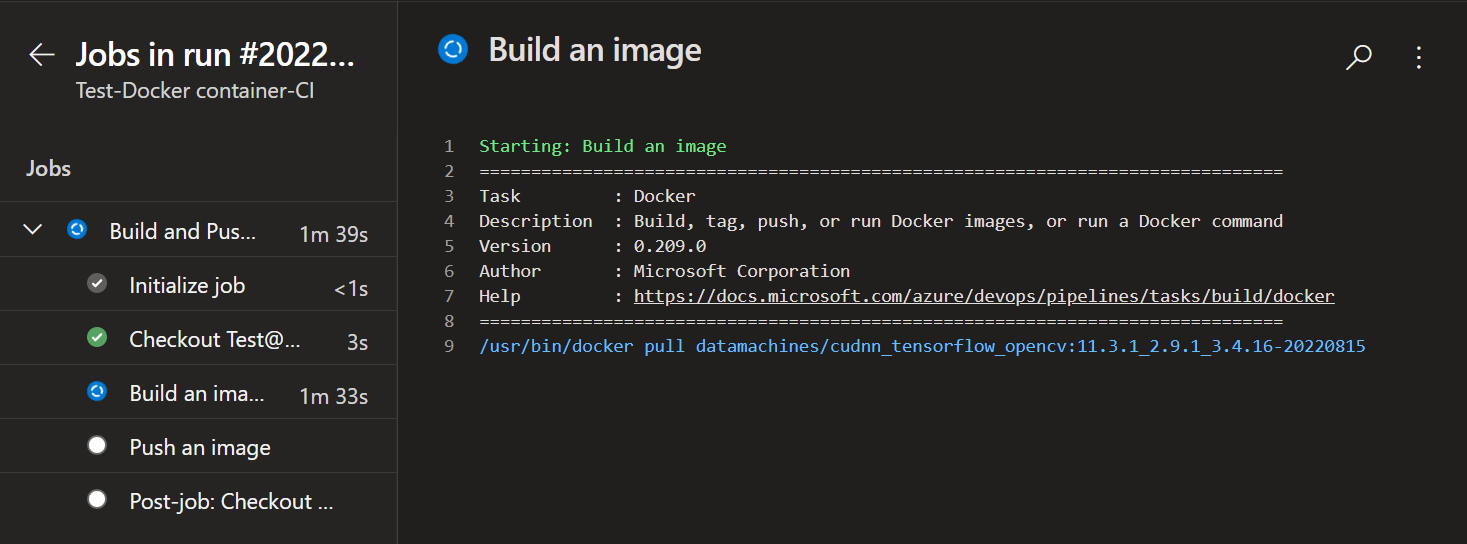 Jobs in run #2022...
Test-Docker container-CI
Jobs
Build and Pus... 1m 39s
Initialize job <1s
Checkout Test@... 3s
Build an ima... 1m 33s
Push an image
Post-job: Checkout ...
Build an image
1 Starting: Build an image
2 ==============================================================================
3 Task : Docker
4 Description : Build, tag, push, or run Docker images, or run a Docker command
5 Version : 0.209.0
6 Author : Microsoft Corporation
7 Help : https://docs.microsoft.com/azure/devops/pipelines/tasks/build/docker
8 ==============================================================================
9 /usr/bin/docker pull datamachines/cudnn_tensorflow_opencv:11.3.1_2.9.1_3.4.16-20220815